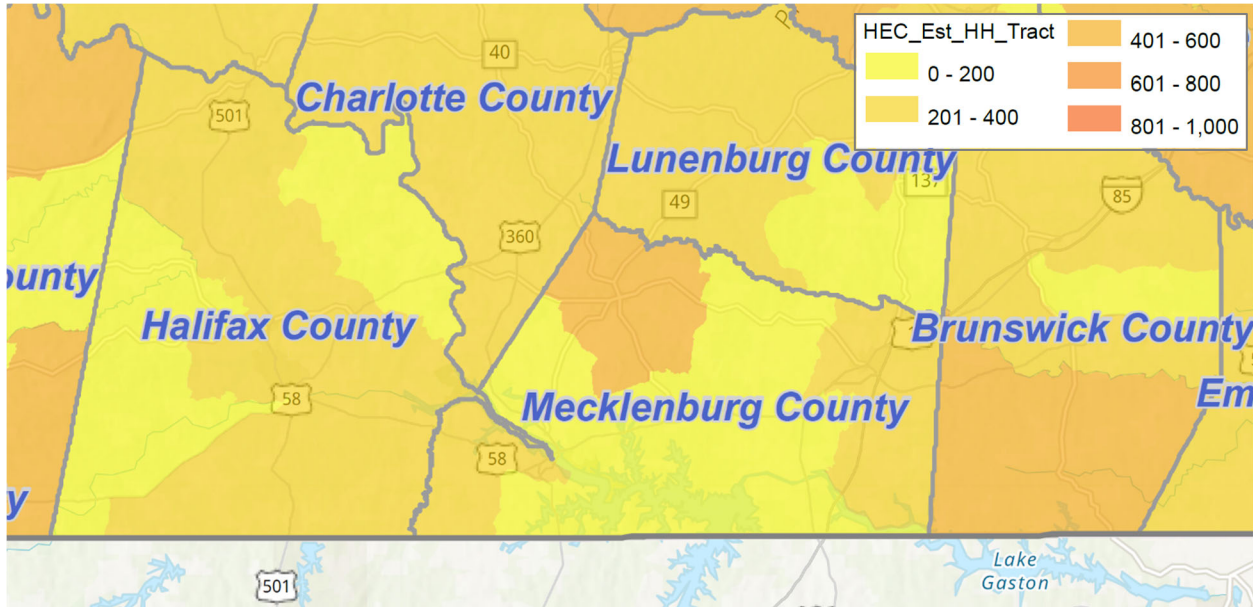 HEC_Est_HH_Tract
0 - 200
201 - 400
401 - 600
601 - 800
801 - 1,000
40
501
Charlotte County
Lunenburg County
137
85
49
360
ounty
Halifax County
Brunswick County
58
Mecklenburg County
Em
58
y
501
Lake
Gaston